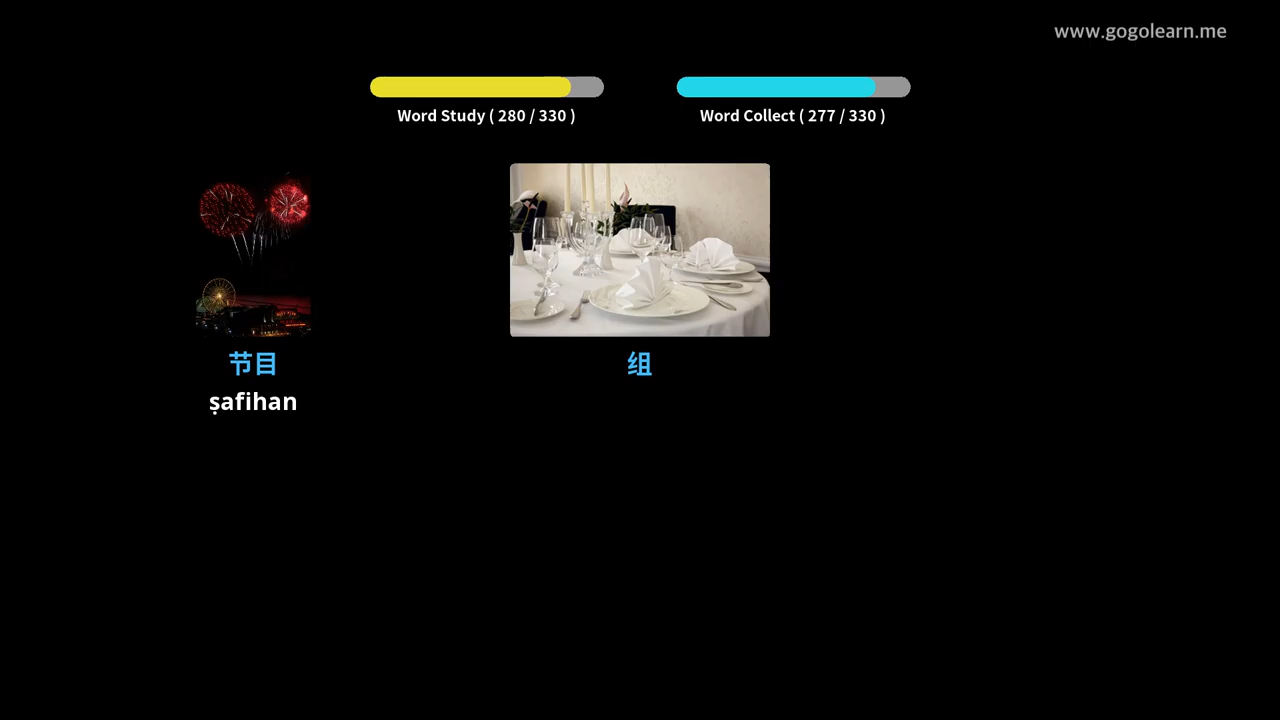 www.gogolearn.me
Word Study ( 280 / 330 )
Word Collect ( 277 / 330 )
节目
组
ṣafihan